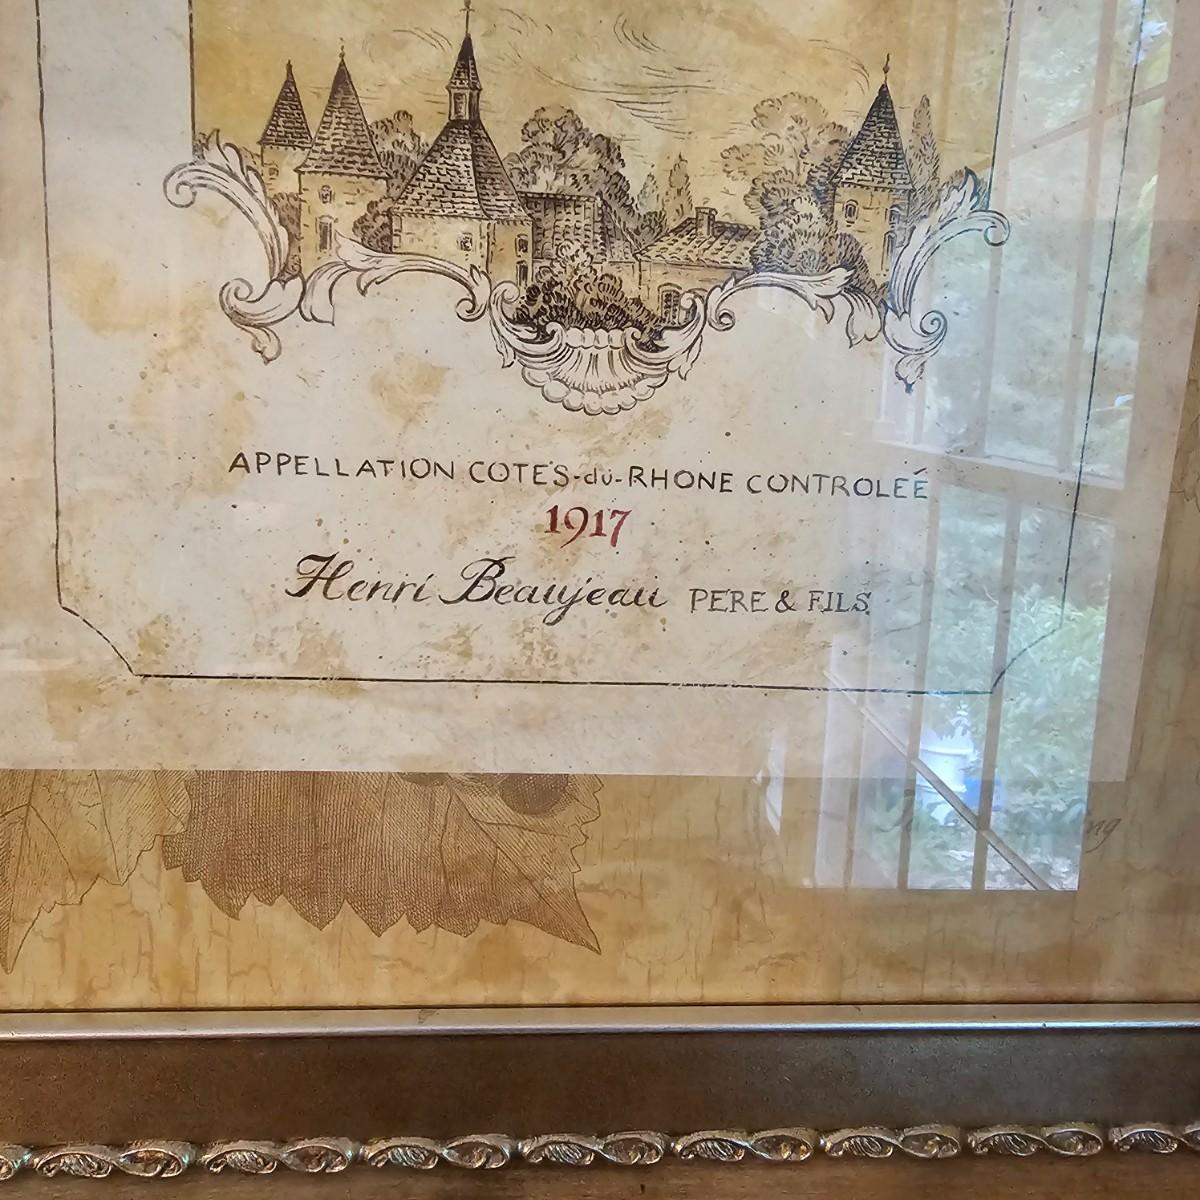 APPELLATION COTES-du-RHONE CONTROLEÉ
1917
Henri Beaujeau PERE & FILS